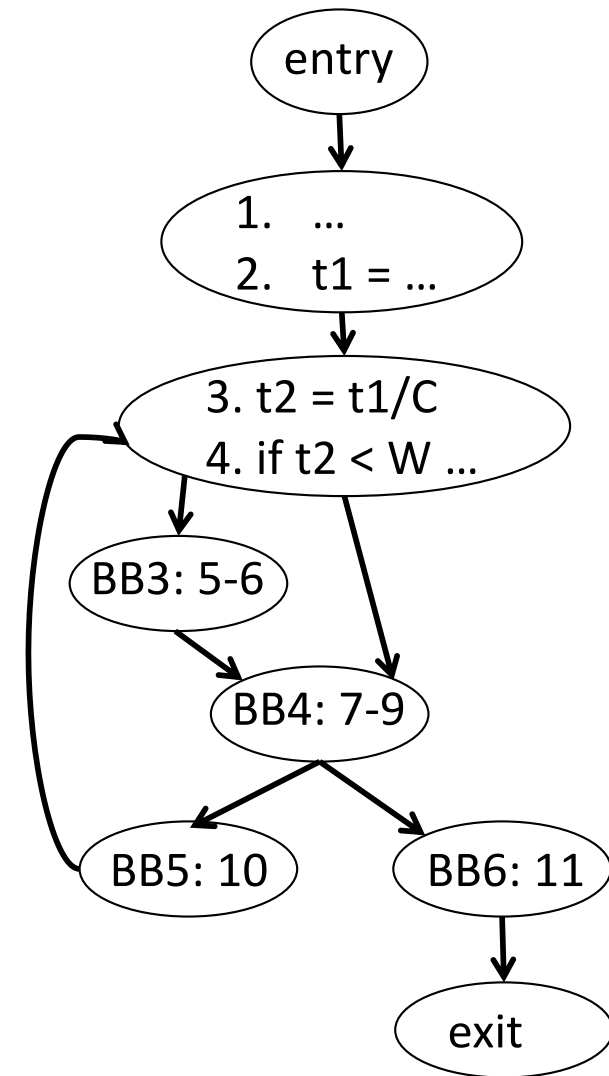 entry
1. ...
2. t1 = ...
3. t2 = t1/C
4. if t2 < W ...
BB3: 5-6
BB4: 7-9
BB5: 10
BB6: 11
exit